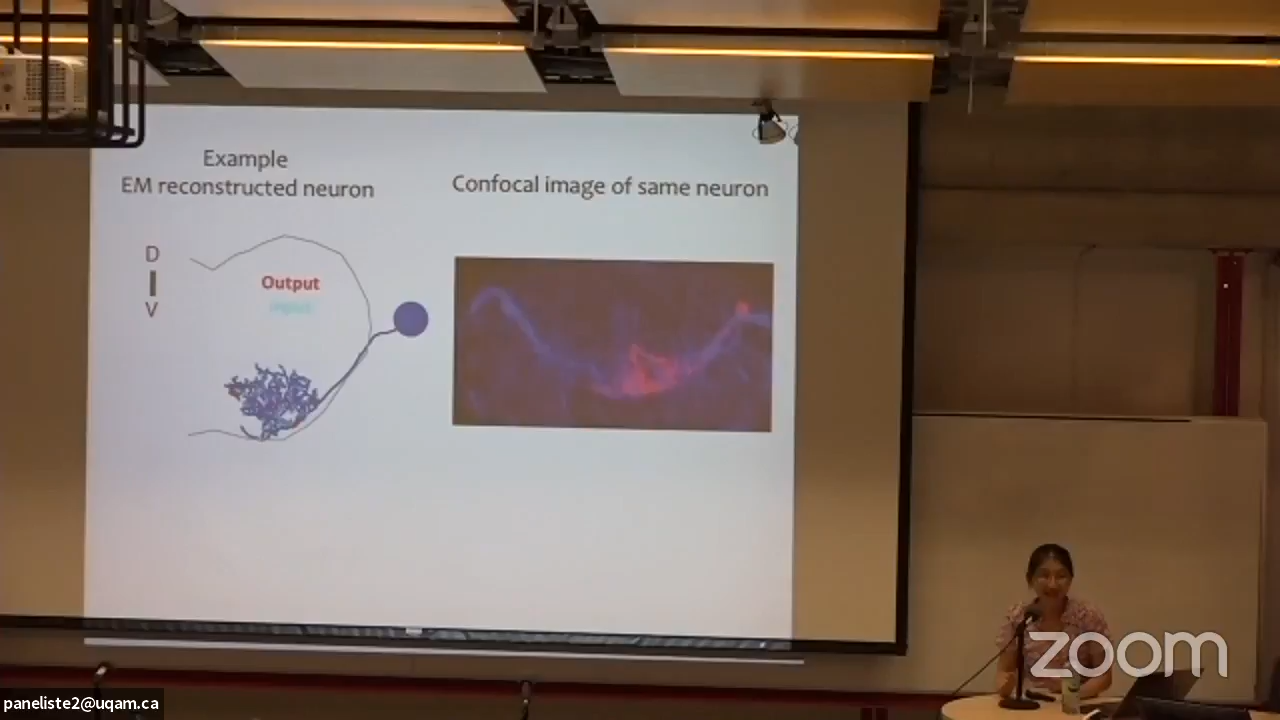 Example
EM reconstructed neuron
Confocal image of same neuron
D
V
Output
zoom
paneliste2@uqam.ca